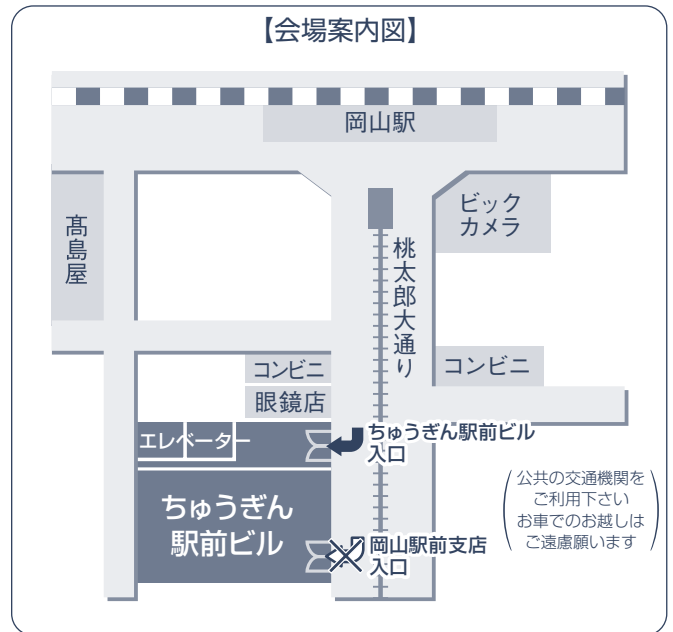 【会場案内図】
岡山駅
髙島屋
ビック
カメラ
桃太郎大通り
コンビニ
コンビニ
眼鏡店
エレベーター
ちゅうぎん駅前ビル
入口
ちゅうぎん
駅前ビル
岡山駅前支店
入口
公共の交通機関を
ご利用下さい
お車でのお越しは
ご遠慮願います